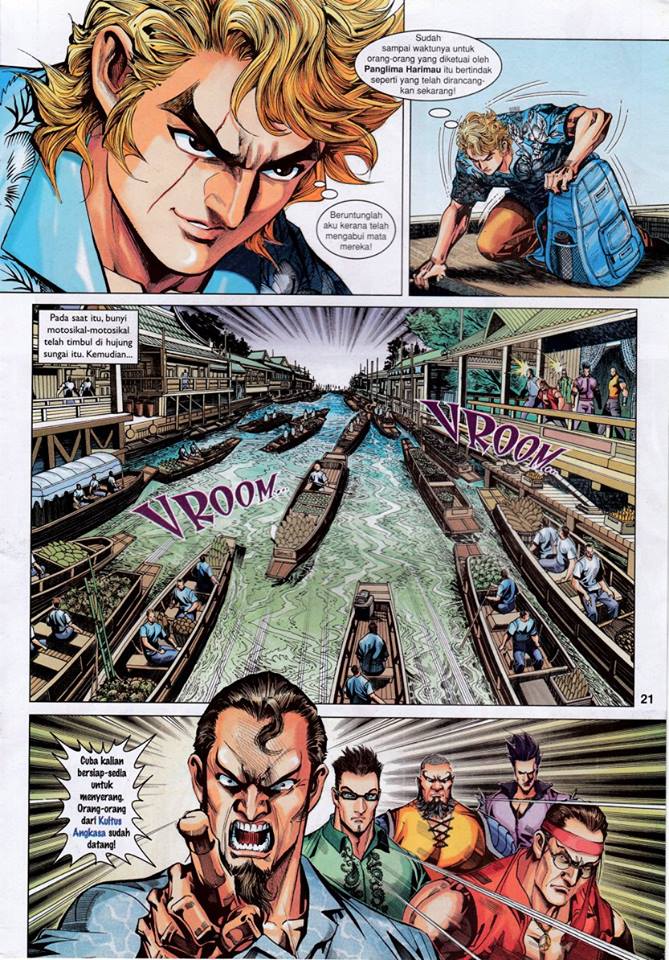 Sudah
sampai waktunya untuk
orang-orang yang diketuai oleh
Panglima Harimau itu bertindak
seperti yang telah dirancang-
kan sekarang!
Beruntunglah
aku kerana telah
mengabui mata
mereka!
Pada saat itu, bunyi
motosikal-motosikal
telah timbul di hujung
sungai itu. Kemudian...
VROOM...
VROOM...
21
Cuba kalian
bersiap-sedia
untuk
menyerang.
Orang-orang
dari Kultus
Angkasa sudah
datang!